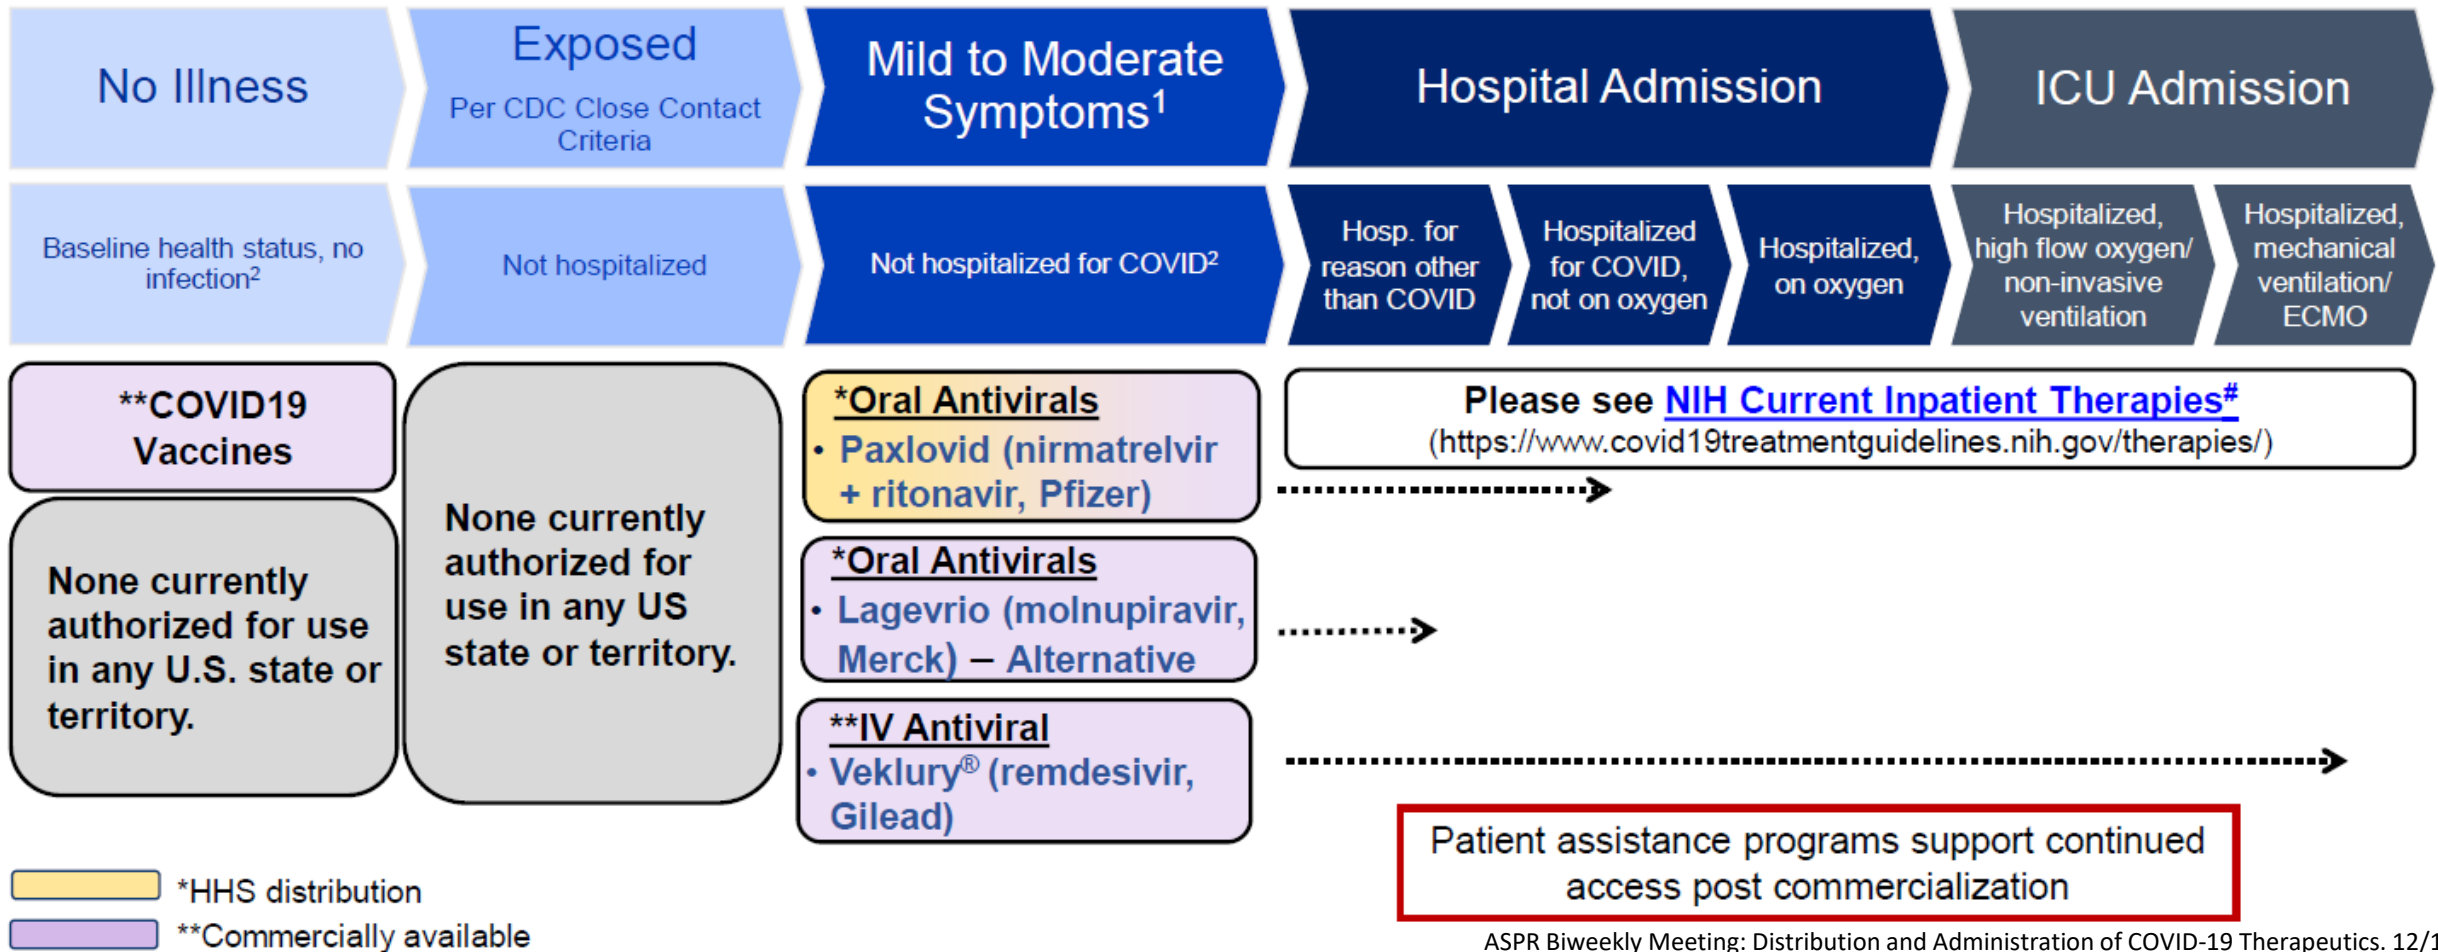 No Illness
Exposed
Per CDC Close Contact
Criteria
Mild to Moderate
Symptoms¹
Hospital Admission
ICU Admission
Baseline health status, no
infection²
Not hospitalized
Not hospitalized for COVID²
Hosp. for
reason other
than COVID
Hospitalized
for COVID,
not on oxygen
Hospitalized,
on oxygen
Hospitalized,
high flow oxygen/
non-invasive
ventilation
Hospitalized,
mechanical
ventilation/
ECMO
**COVID19
Vaccines
None currently
authorized for use
in any U.S. state or
territory.
None currently
authorized for
use in any US
state or territory.
*Oral Antivirals
• Paxlovid (nirmatrelvir
+ ritonavir, Pfizer)
*Oral Antivirals
• Lagevrio (molnupiravir,
Merck) – Alternative
**IV Antiviral
• Veklury® (remdesivir,
Gilead)
Please see NIH Current Inpatient Therapies#
(https://www.covid19treatmentguidelines.nih.gov/therapies/)
Patient assistance programs support continued
access post commercialization
*HHS distribution
**Commercially available
ASPR Biweekly Meeting: Distribution and Administration of COVID-19 Therapeutics. 12/1